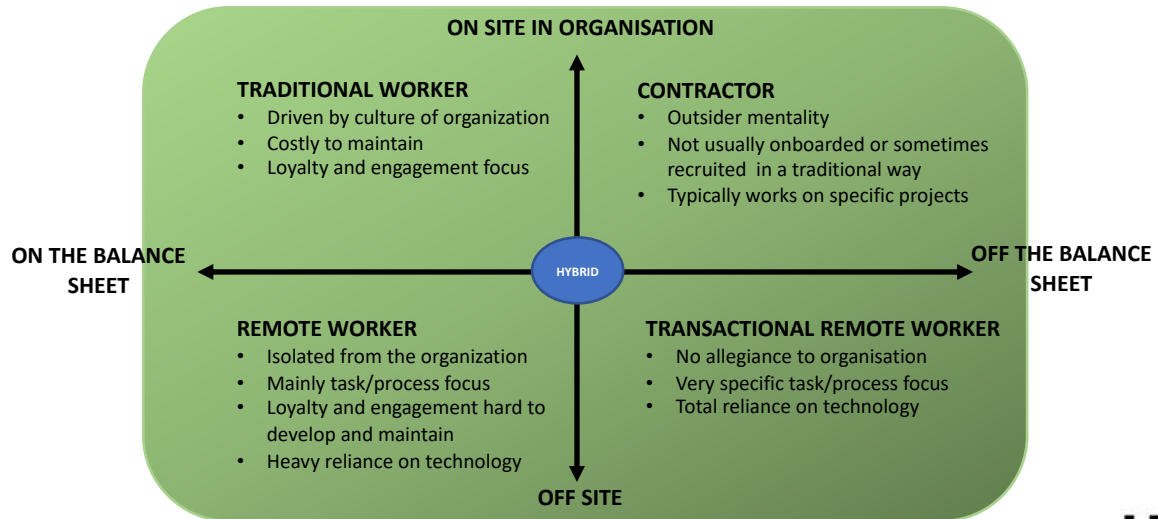 ON SITE IN ORGANISATION
TRADITIONAL WORKER
• Driven by culture of organization
• Costly to maintain
• Loyalty and engagement focus
CONTRACTOR
• Outsider mentality
• Not usually onboarded or sometimes
recruited in a traditional way
• Typically works on specific projects
ON THE BALANCE
SHEET
HYBRID
OFF THE BALANCE
SHEET
REMOTE WORKER
• Isolated from the organization
• Mainly task/process focus
• Loyalty and engagement hard to
develop and maintain
• Heavy reliance on technology
TRANSACTIONAL REMOTE WORKER
• No allegiance to organisation
• Very specific task/process focus
• Total reliance on technology
OFF SITE